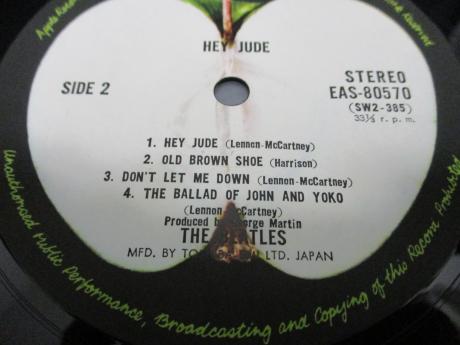 HEY JUDE
SIDE 2
STEREO
EAS-80570
(SW2-385)
33⅓ r. p. m.
1. HEY JUDE (Lennon-McCartney)
2. OLD BROWN SHOE (Harrison)
3. DON'T LET ME DOWN (Lennon-McCartney)
4. THE BALLAD OF JOHN AND YOKO
(Lennon-McCartney)
Produced by George Martin
THE BEATLES
MFD. BY LTD. JAPAN
Unauthorised Public Performance, Broadcasting and Copying of this Record Prohibited
Apple